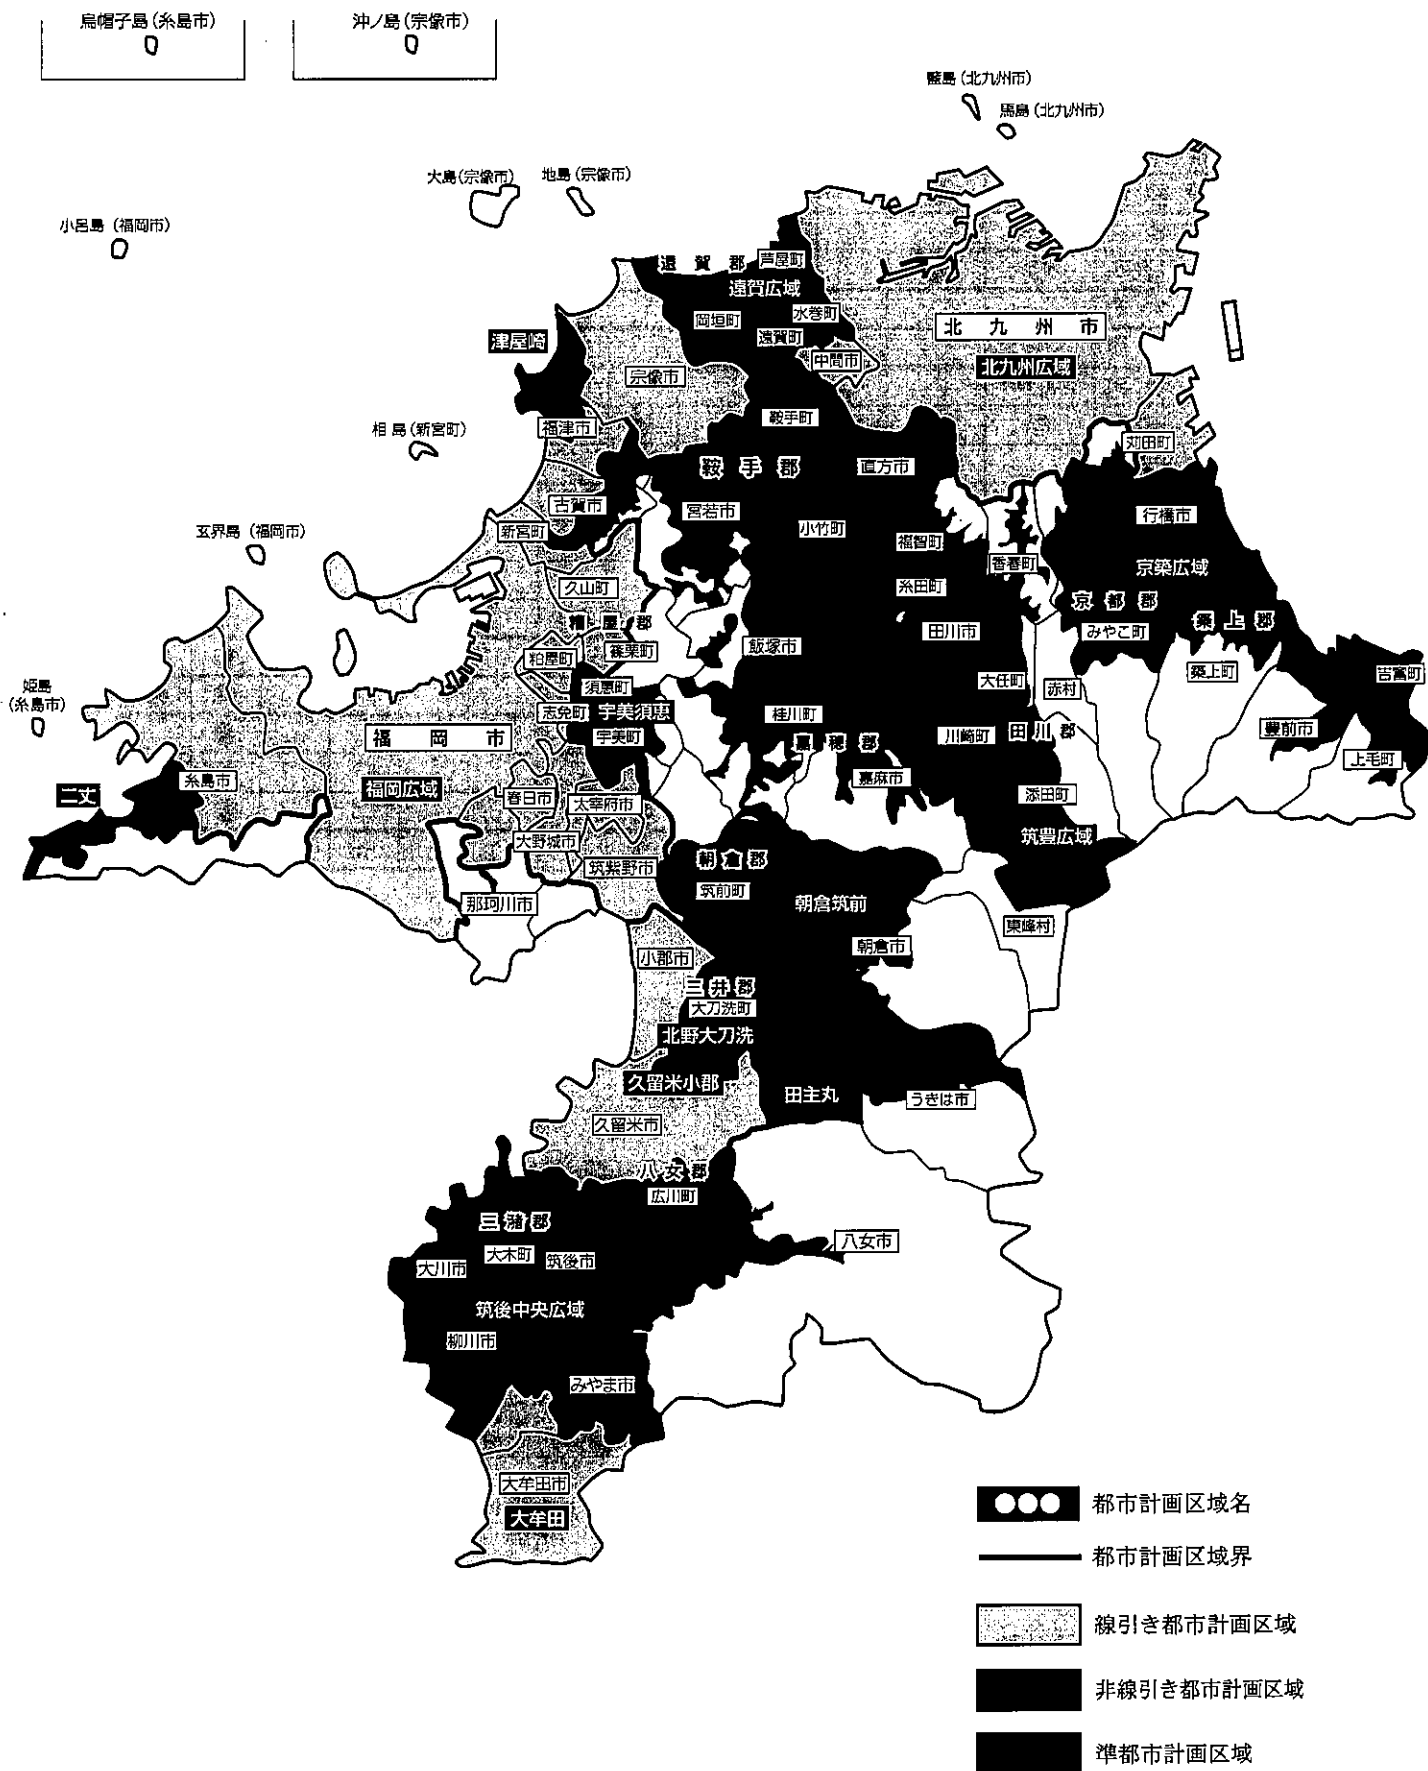 烏帽子島(糸島市)
沖ノ島(宗像市)
藍島(北九州市)
馬島(北九州市)
大島(宗像市)
地島(宗像市)
小呂島(福岡市)
遠賀郡
芦屋町
遠賀広域
岡垣町
水巻町
遠賀町
北九州市
津屋崎
中間市
北九州広域
宗像市
鞍手町
福津市
相島(新宮町)
苅田町
鞍手郡
直方市
古賀市
宮若市
行橋市
新宮町
小竹町
玄界島(福岡市)
福智町
香春町
京築広域
久山町
糸田町
京都郡
糟屋郡
築上郡
田川市
みやこ町
篠栗町
飯塚市
粕屋町
築上町
吉富町
姫島
(糸島市)
須恵町
大任町
赤村
志免町
宇美須恵
桂川町
福岡市
宇美町
嘉穂郡
川崎町
田川郡
豊前市
上毛町
糸島市
嘉麻市
二丈
福岡広域
春日市
太宰府市
添田町
大野城市
筑豊広域
朝倉郡
筑紫野市
筑前町
那珂川市
朝倉筑前
東峰村
朝倉市
小郡市
三井郡
大刀洗町
北野大刀洗
久留米小郡
田主丸
うきは市
久留米市
八女郡
広川町
三潴郡
八女市
大木町
筑後市
大川市
筑後中央広域
柳川市
みやま市
大牟田市
大牟田
都市計画区域名
都市計画区域界
線引き都市計画区域
非線引き都市計画区域
準都市計画区域